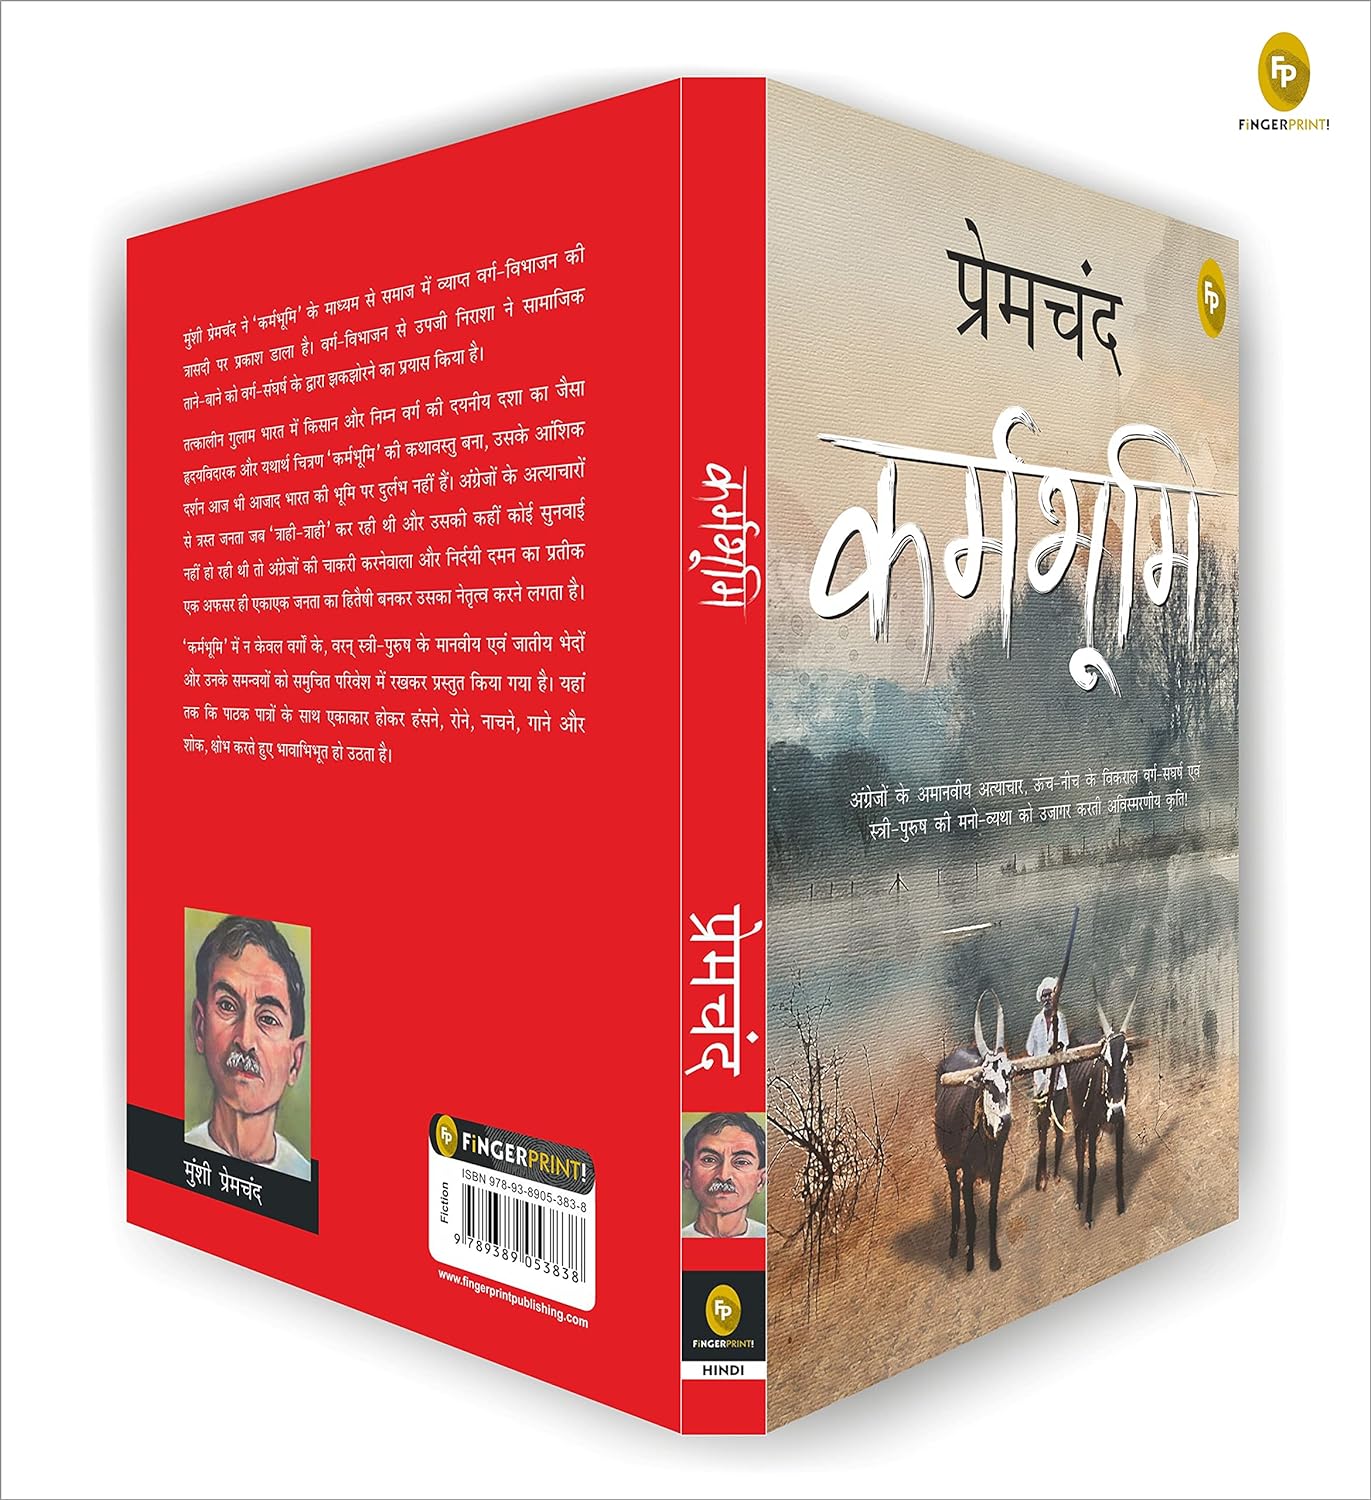 FP
FiNGERPRINT!
मुंशी प्रेमचंद ने ‘कर्मभूमि’ के माध्यम से समाज में व्याप्त वर्ग-विभाजन की
त्रासदी पर प्रकाश डाला है। वर्ग-विभाजन से उपजी निराशा ने सामाजिक
ताने-बाने को वर्ग-संघर्ष के द्वारा झकझोरने का प्रयास किया है।
तत्कालीन गुलाम भारत में किसान और निम्न वर्ग की दयनीय दशा का जैसा
हृदयविदारक और यथार्थ चित्रण ‘कर्मभूमि’ की कथावस्तु बना, उसके आंशिक
दर्शन आज भी आजाद भारत की भूमि पर दुर्लभ नहीं हैं। अंग्रेजों के अत्याचारों
से त्रस्त जनता जब ‘त्राही-त्राही’ कर रही थी और उसकी कहीं कोई सुनवाई
नहीं हो रही थी तो अंग्रेजों की चाकरी करनेवाला और निर्दयी दमन का प्रतीक
एक अफसर ही एकाएक जनता का हितैषी बनकर उसका नेतृत्व करने लगता है।
‘कर्मभूमि’ में न केवल वर्गों के, वरन् स्त्री-पुरुष के मानवीय एवं जातीय भेदों
और उनके समन्वयों को समुचित परिवेश में रखकर प्रस्तुत किया गया है। यहां
तक कि पाठक पात्रों के साथ एकाकार होकर हंसने, रोने, नाचने, गाने और
शोक, क्षोभ करते हुए भावाभिभूत हो उठता है।
मुंशी प्रेमचंद
FP FiNGERPRINT!
ISBN 978-93-8905-383-8
Fiction
9 789389 053838
www.fingerprintpublishing.com
कर्मभूमि
प्रेमचंद
FP
FiNGERPRINT!
HINDI
प्रेमचंद
FP
कर्मभूमि
अंग्रेजों के अमानवीय अत्याचार, ऊंच-नीच के विकराल वर्ग-संघर्ष एवं
स्त्री-पुरुष की मनो-व्यथा को उजागर करती अविस्मरणीय कृति!